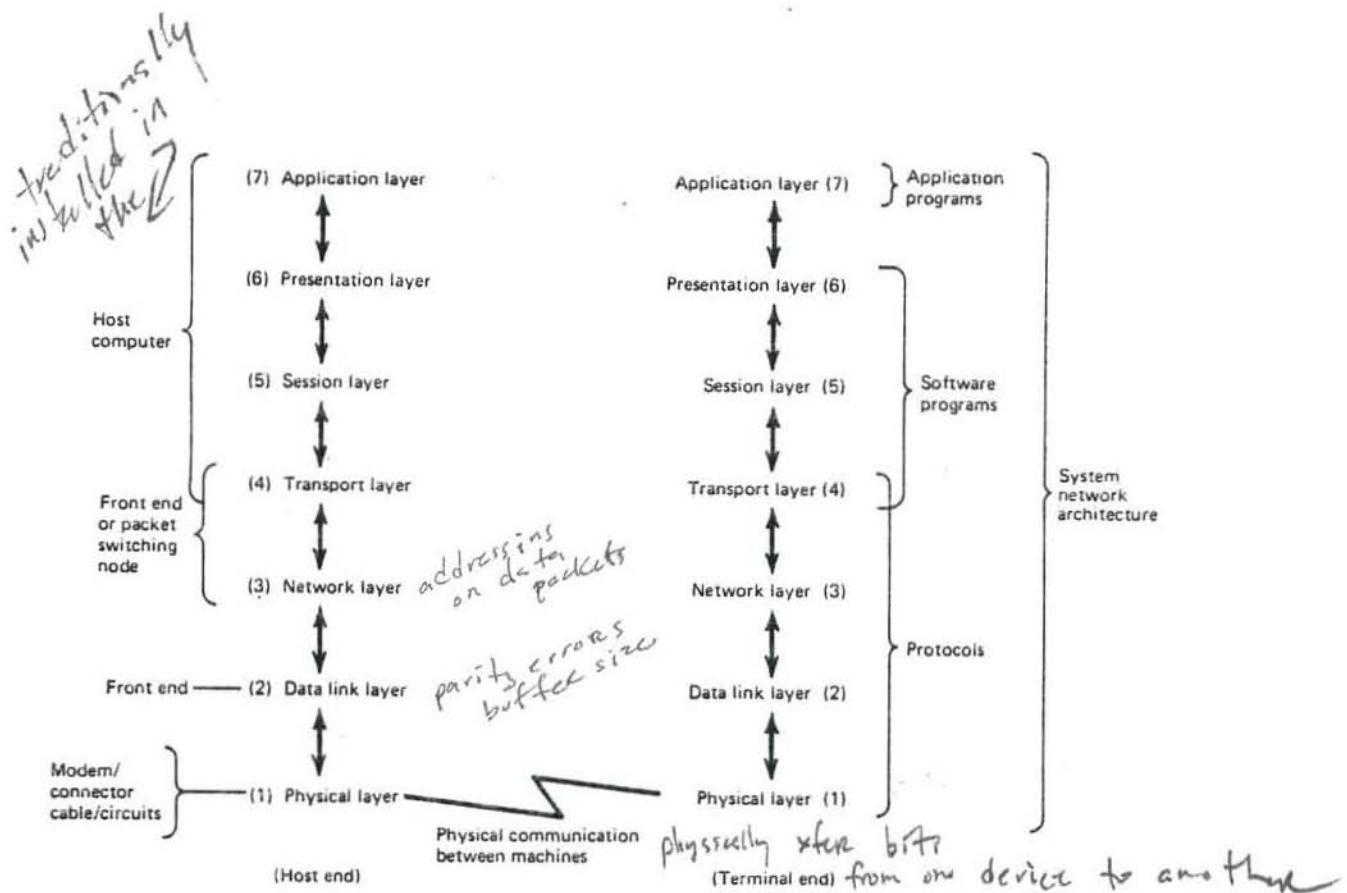 traditionally
installed in
the
(7) Application layer
Application layer (7)
Application
programs
(6) Presentation layer
Presentation layer (6)
Host
computer
(5) Session layer
Session layer (5)
Software
programs
(4) Transport layer
Transport layer (4)
System
network
architecture
Front end
or packet
switching
node
(3) Network layer
addressing
on data
packets
Network layer (3)
Protocols
Front end
(2) Data link layer
parity errors
buffer size
Data link layer (2)
Modem/
connector
cable/circuits
(1) Physical layer
Physical layer (1)
Physical communication
between machines
physically xfer bits
(Host end)
(Terminal end)
from one device to another